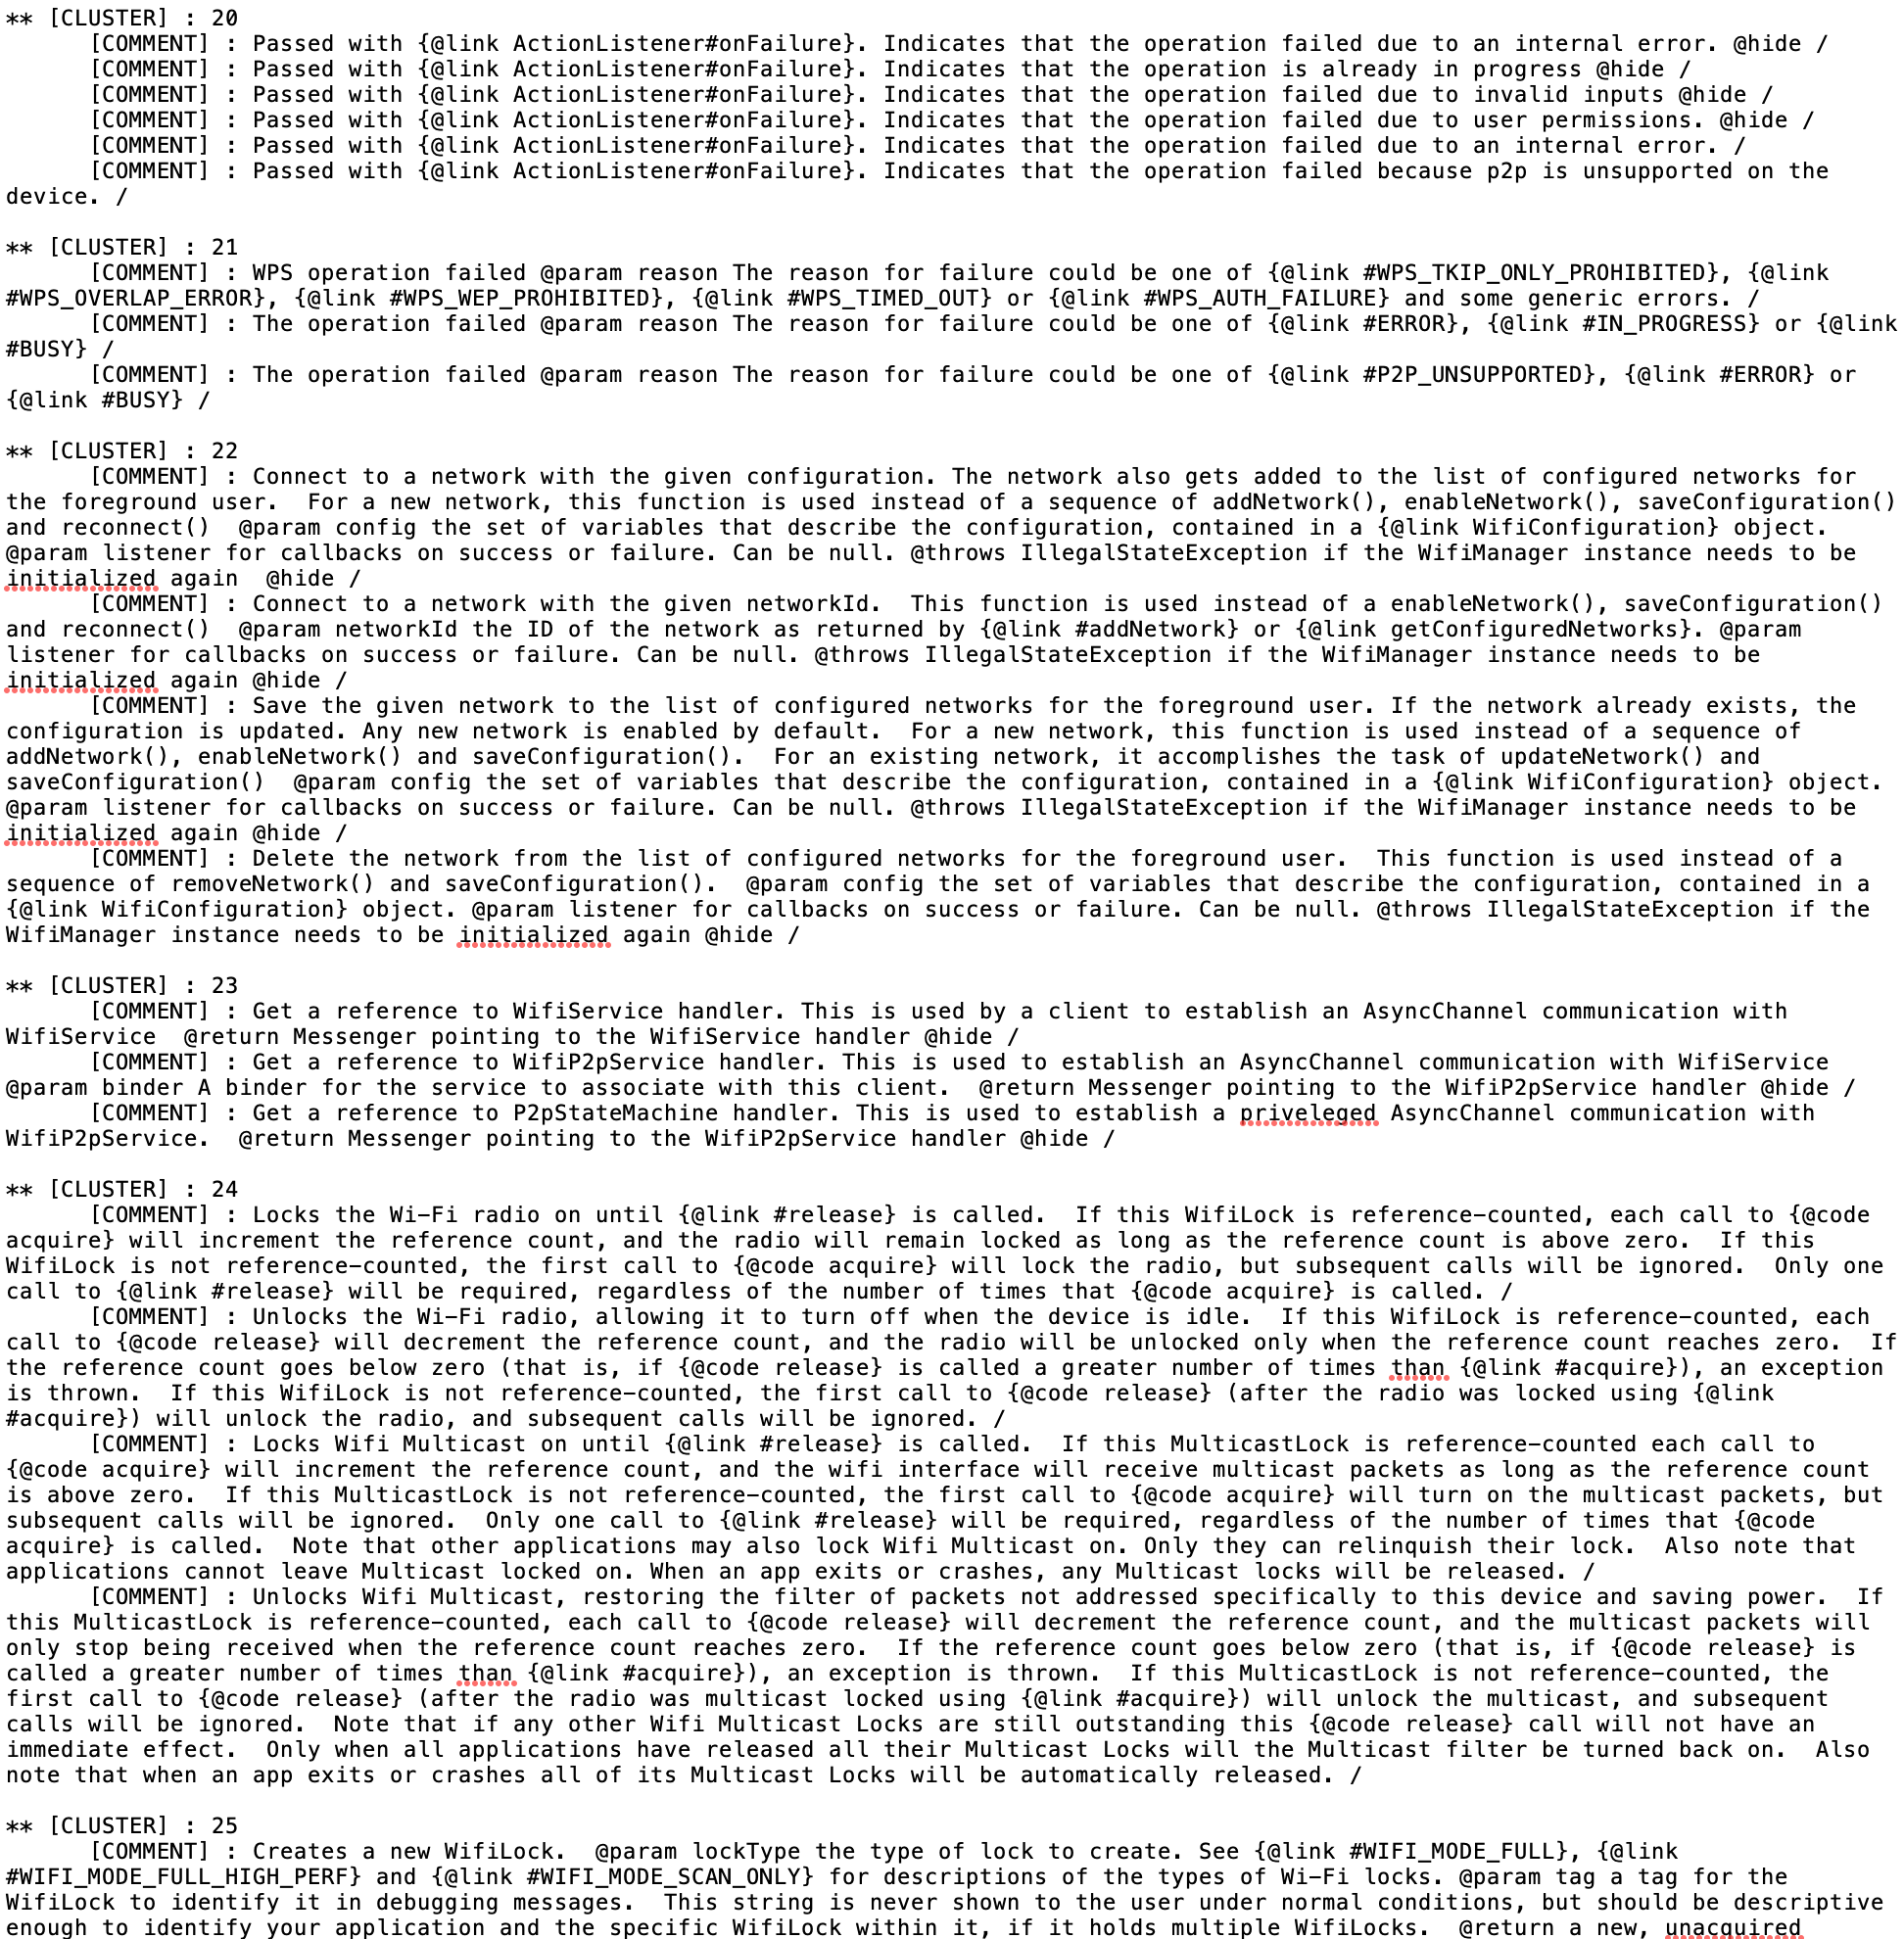 ** [CLUSTER] : 20
[COMMENT] : Passed with {@link ActionListener#onFailure}. Indicates that the operation failed due to an internal error. @hide /
[COMMENT] : Passed with {@link ActionListener#onFailure}. Indicates that the operation is already in progress @hide /
[COMMENT] : Passed with {@link ActionListener#onFailure}. Indicates that the operation failed due to invalid inputs @hide /
[COMMENT] : Passed with {@link ActionListener#onFailure}. Indicates that the operation failed due to user permissions. @hide /
[COMMENT] : Passed with {@link ActionListener#onFailure}. Indicates that the operation failed due to an internal error. /
[COMMENT] : Passed with {@link ActionListener#onFailure}. Indicates that the operation failed because p2p is unsupported on the
device. /
** [CLUSTER] : 21
[COMMENT] : WPS operation failed @param reason The reason for failure could be one of {@link #WPS_TKIP_ONLY_PROHIBITED}, {@link
#WPS_OVERLAP_ERROR}, {@link #WPS_WEP_PROHIBITED}, {@link #WPS_TIMED_OUT} or {@link #WPS_AUTH_FAILURE} and some generic errors. /
[COMMENT] : The operation failed @param reason The reason for failure could be one of {@link #ERROR}, {@link #IN_PROGRESS} or {@link
#BUSY} /
[COMMENT] : The operation failed @param reason The reason for failure could be one of {@link #P2P_UNSUPPORTED}, {@link #ERROR} or
{@link #BUSY} /
** [CLUSTER] : 22
[COMMENT] : Connect to a network with the given configuration. The network also gets added to the list of configured networks for
the foreground user.  For a new network, this function is used instead of a sequence of addNetwork(), enableNetwork(), saveConfiguration()
and reconnect()  @param config the set of variables that describe the configuration, contained in a {@link WifiConfiguration} object.
@param listener for callbacks on success or failure. Can be null. @throws IllegalStateException if the WifiManager instance needs to be
initialized again  @hide /
[COMMENT] : Connect to a network with the given networkId.  This function is used instead of a enableNetwork(), saveConfiguration()
and reconnect()  @param networkId the ID of the network as returned by {@link #addNetwork} or {@link getConfiguredNetworks}. @param
listener for callbacks on success or failure. Can be null. @throws IllegalStateException if the WifiManager instance needs to be
initialized again @hide /
[COMMENT] : Save the given network to the list of configured networks for the foreground user. If the network already exists, the
configuration is updated. Any new network is enabled by default.  For a new network, this function is used instead of a sequence of
addNetwork(), enableNetwork() and saveConfiguration().  For an existing network, it accomplishes the task of updateNetwork() and
saveConfiguration()  @param config the set of variables that describe the configuration, contained in a {@link WifiConfiguration} object.
@param listener for callbacks on success or failure. Can be null. @throws IllegalStateException if the WifiManager instance needs to be
initialized again @hide /
[COMMENT] : Delete the network from the list of configured networks for the foreground user.  This function is used instead of a
sequence of removeNetwork() and saveConfiguration().  @param config the set of variables that describe the configuration, contained in a
{@link WifiConfiguration} object. @param listener for callbacks on success or failure. Can be null. @throws IllegalStateException if the
WifiManager instance needs to be initialized again @hide /
** [CLUSTER] : 23
[COMMENT] : Get a reference to WifiService handler. This is used by a client to establish an AsyncChannel communication with
WifiService  @return Messenger pointing to the WifiService handler @hide /
[COMMENT] : Get a reference to WifiP2pService handler. This is used to establish an AsyncChannel communication with WifiService
@param binder A binder for the service to associate with this client.  @return Messenger pointing to the WifiP2pService handler @hide /
[COMMENT] : Get a reference to P2pStateMachine handler. This is used to establish a priveleged AsyncChannel communication with
WifiP2pService.  @return Messenger pointing to the WifiP2pService handler @hide /
** [CLUSTER] : 24
[COMMENT] : Locks the Wi-Fi radio on until {@link #release} is called.  If this WifiLock is reference-counted, each call to {@code
acquire} will increment the reference count, and the radio will remain locked as long as the reference count is above zero.  If this
WifiLock is not reference-counted, the first call to {@code acquire} will lock the radio, but subsequent calls will be ignored.  Only one
call to {@link #release} will be required, regardless of the number of times that {@code acquire} is called. /
[COMMENT] : Unlocks the Wi-Fi radio, allowing it to turn off when the device is idle.  If this WifiLock is reference-counted, each
call to {@code release} will decrement the reference count, and the radio will be unlocked only when the reference count reaches zero.  If
the reference count goes below zero (that is, if {@code release} is called a greater number of times than {@link #acquire}), an exception
is thrown.  If this WifiLock is not reference-counted, the first call to {@code release} (after the radio was locked using {@link
#acquire}) will unlock the radio, and subsequent calls will be ignored. /
[COMMENT] : Locks Wifi Multicast on until {@link #release} is called.  If this MulticastLock is reference-counted each call to
{@code acquire} will increment the reference count, and the wifi interface will receive multicast packets as long as the reference count
is above zero.  If this MulticastLock is not reference-counted, the first call to {@code acquire} will turn on the multicast packets, but
subsequent calls will be ignored.  Only one call to {@link #release} will be required, regardless of the number of times that {@code
acquire} is called.  Note that other applications may also lock Wifi Multicast on. Only they can relinquish their lock.  Also note that
applications cannot leave Multicast locked on. When an app exits or crashes, any Multicast locks will be released. /
[COMMENT] : Unlocks Wifi Multicast, restoring the filter of packets not addressed specifically to this device and saving power.  If
this MulticastLock is reference-counted, each call to {@code release} will decrement the reference count, and the multicast packets will
only stop being received when the reference count reaches zero.  If the reference count goes below zero (that is, if {@code release} is
called a greater number of times than {@link #acquire}), an exception is thrown.  If this MulticastLock is not reference-counted, the
first call to {@code release} (after the radio was multicast locked using {@link #acquire}) will unlock the multicast, and subsequent
calls will be ignored.  Note that if any other Wifi Multicast Locks are still outstanding this {@code release} call will not have an
immediate effect.  Only when all applications have released all their Multicast Locks will the Multicast filter be turned back on.  Also
note that when an app exits or crashes all of its Multicast Locks will be automatically released. /
** [CLUSTER] : 25
[COMMENT] : Creates a new WifiLock.  @param lockType the type of lock to create. See {@link #WIFI_MODE_FULL}, {@link
#WIFI_MODE_FULL_HIGH_PERF} and {@link #WIFI_MODE_SCAN_ONLY} for descriptions of the types of Wi-Fi locks. @param tag a tag for the
WifiLock to identify it in debugging messages.  This string is never shown to the user under normal conditions, but should be descriptive
enough to identify your application and the specific WifiLock within it, if it holds multiple WifiLocks.  @return a new, unacquired